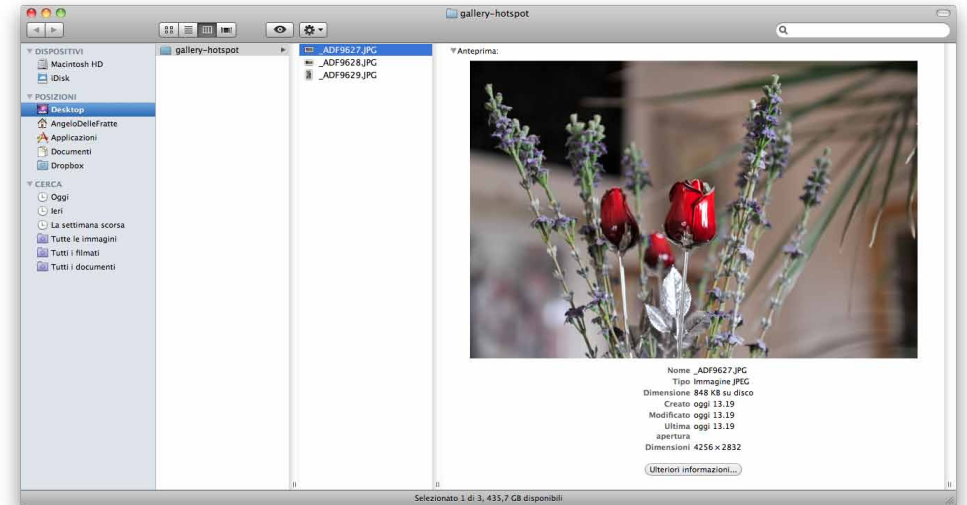 gallery-hotspot
DISPOSITIVI
Macintosh HD
iDisk
POSIZIONI
Desktop
AngeloDelleFratte
Applicazioni
Documenti
Dropbox
CERCA
Oggi
Ieri
La settimana scorsa
Tutte le immagini
Tutti i filmati
Tutti i documenti
gallery-hotspot
_ADF9627.JPG
_ADF9628.JPG
_ADF9629.JPG
Anteprima:
Nome _ADF9627.JPG
Tipo Immagine JPEG
Dimensione 848 KB su disco
Creato oggi 13.19
Modificato oggi 13.19
Ultima oggi 13.19
apertura
Dimensioni 4256 × 2832
Ulteriori informazioni...
Selezionato 1 di 3, 435,7 GB disponibili